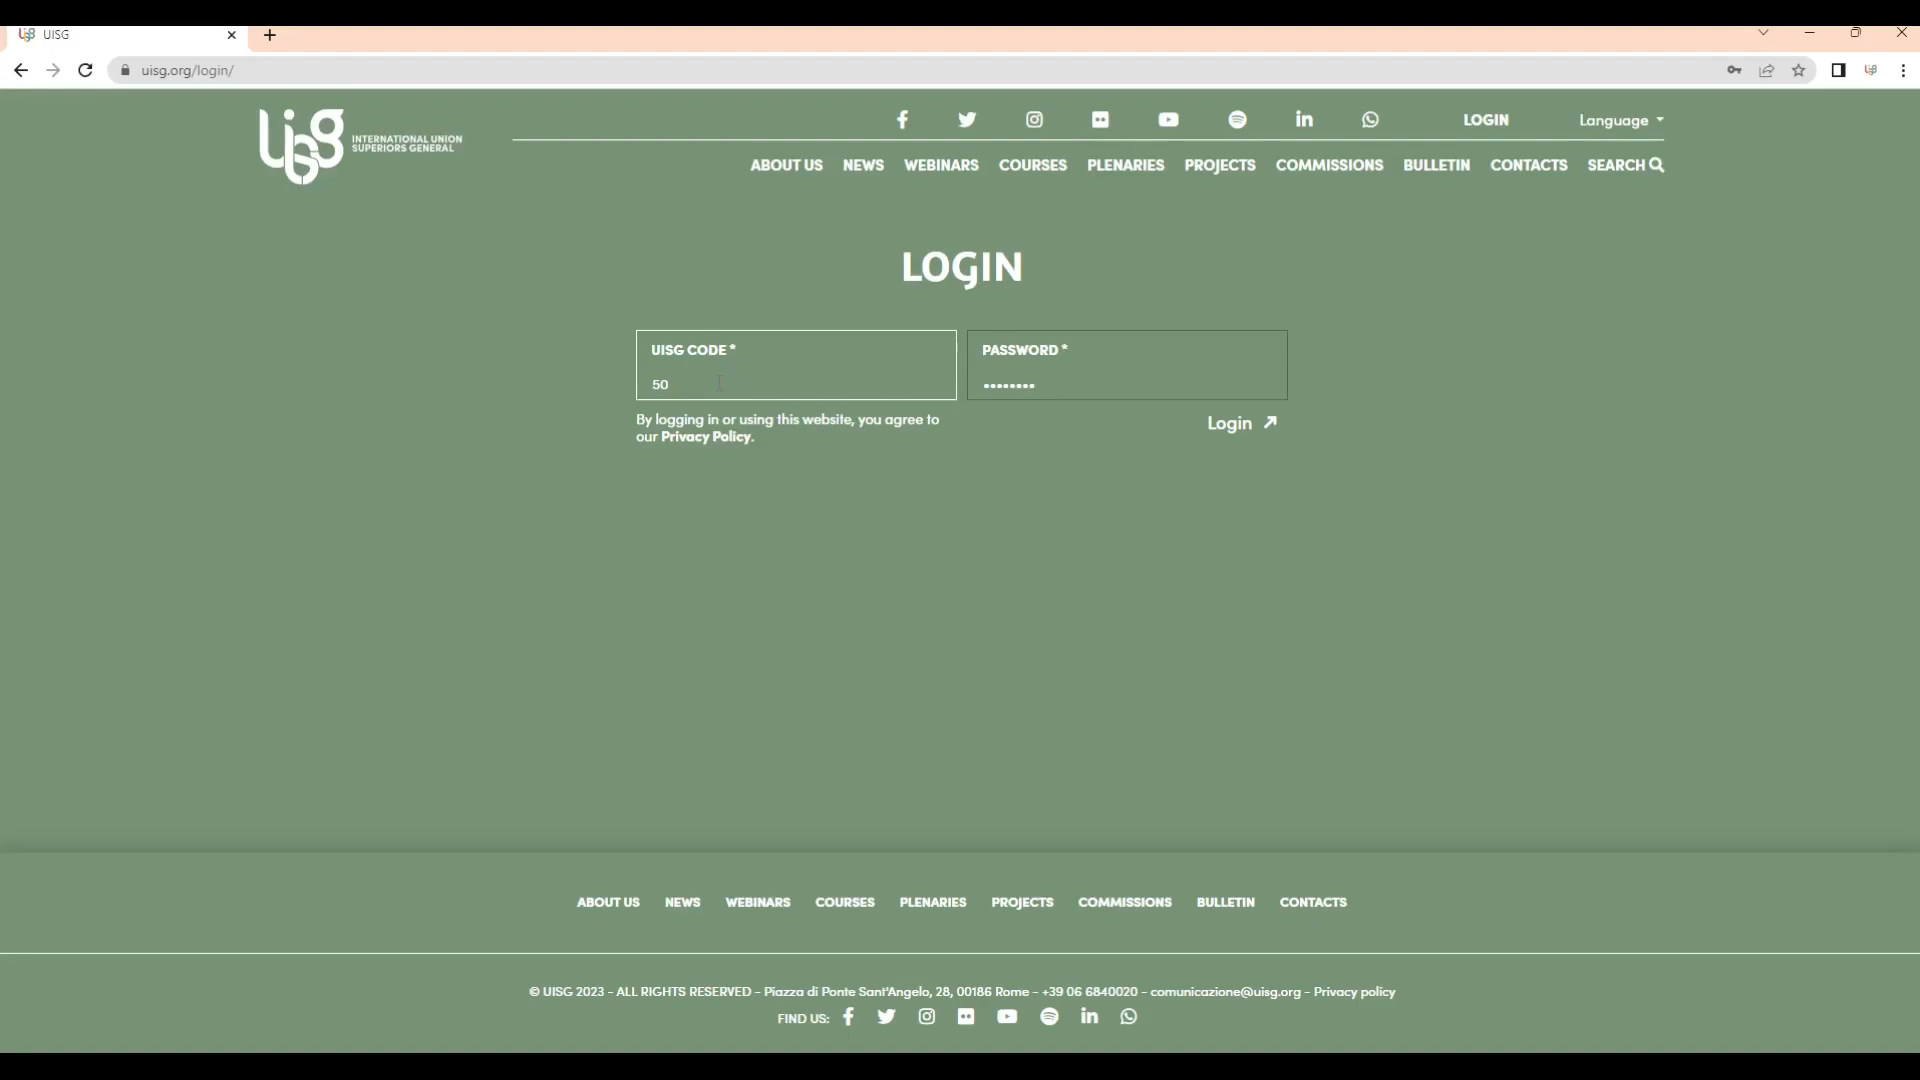 UISG
uisg.org/login/
uisg
INTERNATIONAL UNION
SUPERIORS GENERAL
LOGIN
Language
ABOUT US NEWS WEBINARS COURSES PLENARIES PROJECTS COMMISSIONS BULLETIN CONTACTS SEARCH
LOGIN
UISG CODE *
50
PASSWORD *
••••••••
By logging in or using this website, you agree to
our Privacy Policy.
Login
ABOUT US NEWS WEBINARS COURSES PLENARIES PROJECTS COMMISSIONS BULLETIN CONTACTS
© UISG 2023 - ALL RIGHTS RESERVED - Piazza di Ponte Sant'Angelo, 28, 00186 Rome - +39 06 6840020 - comunicazione@uisg.org - Privacy policy
FIND US: